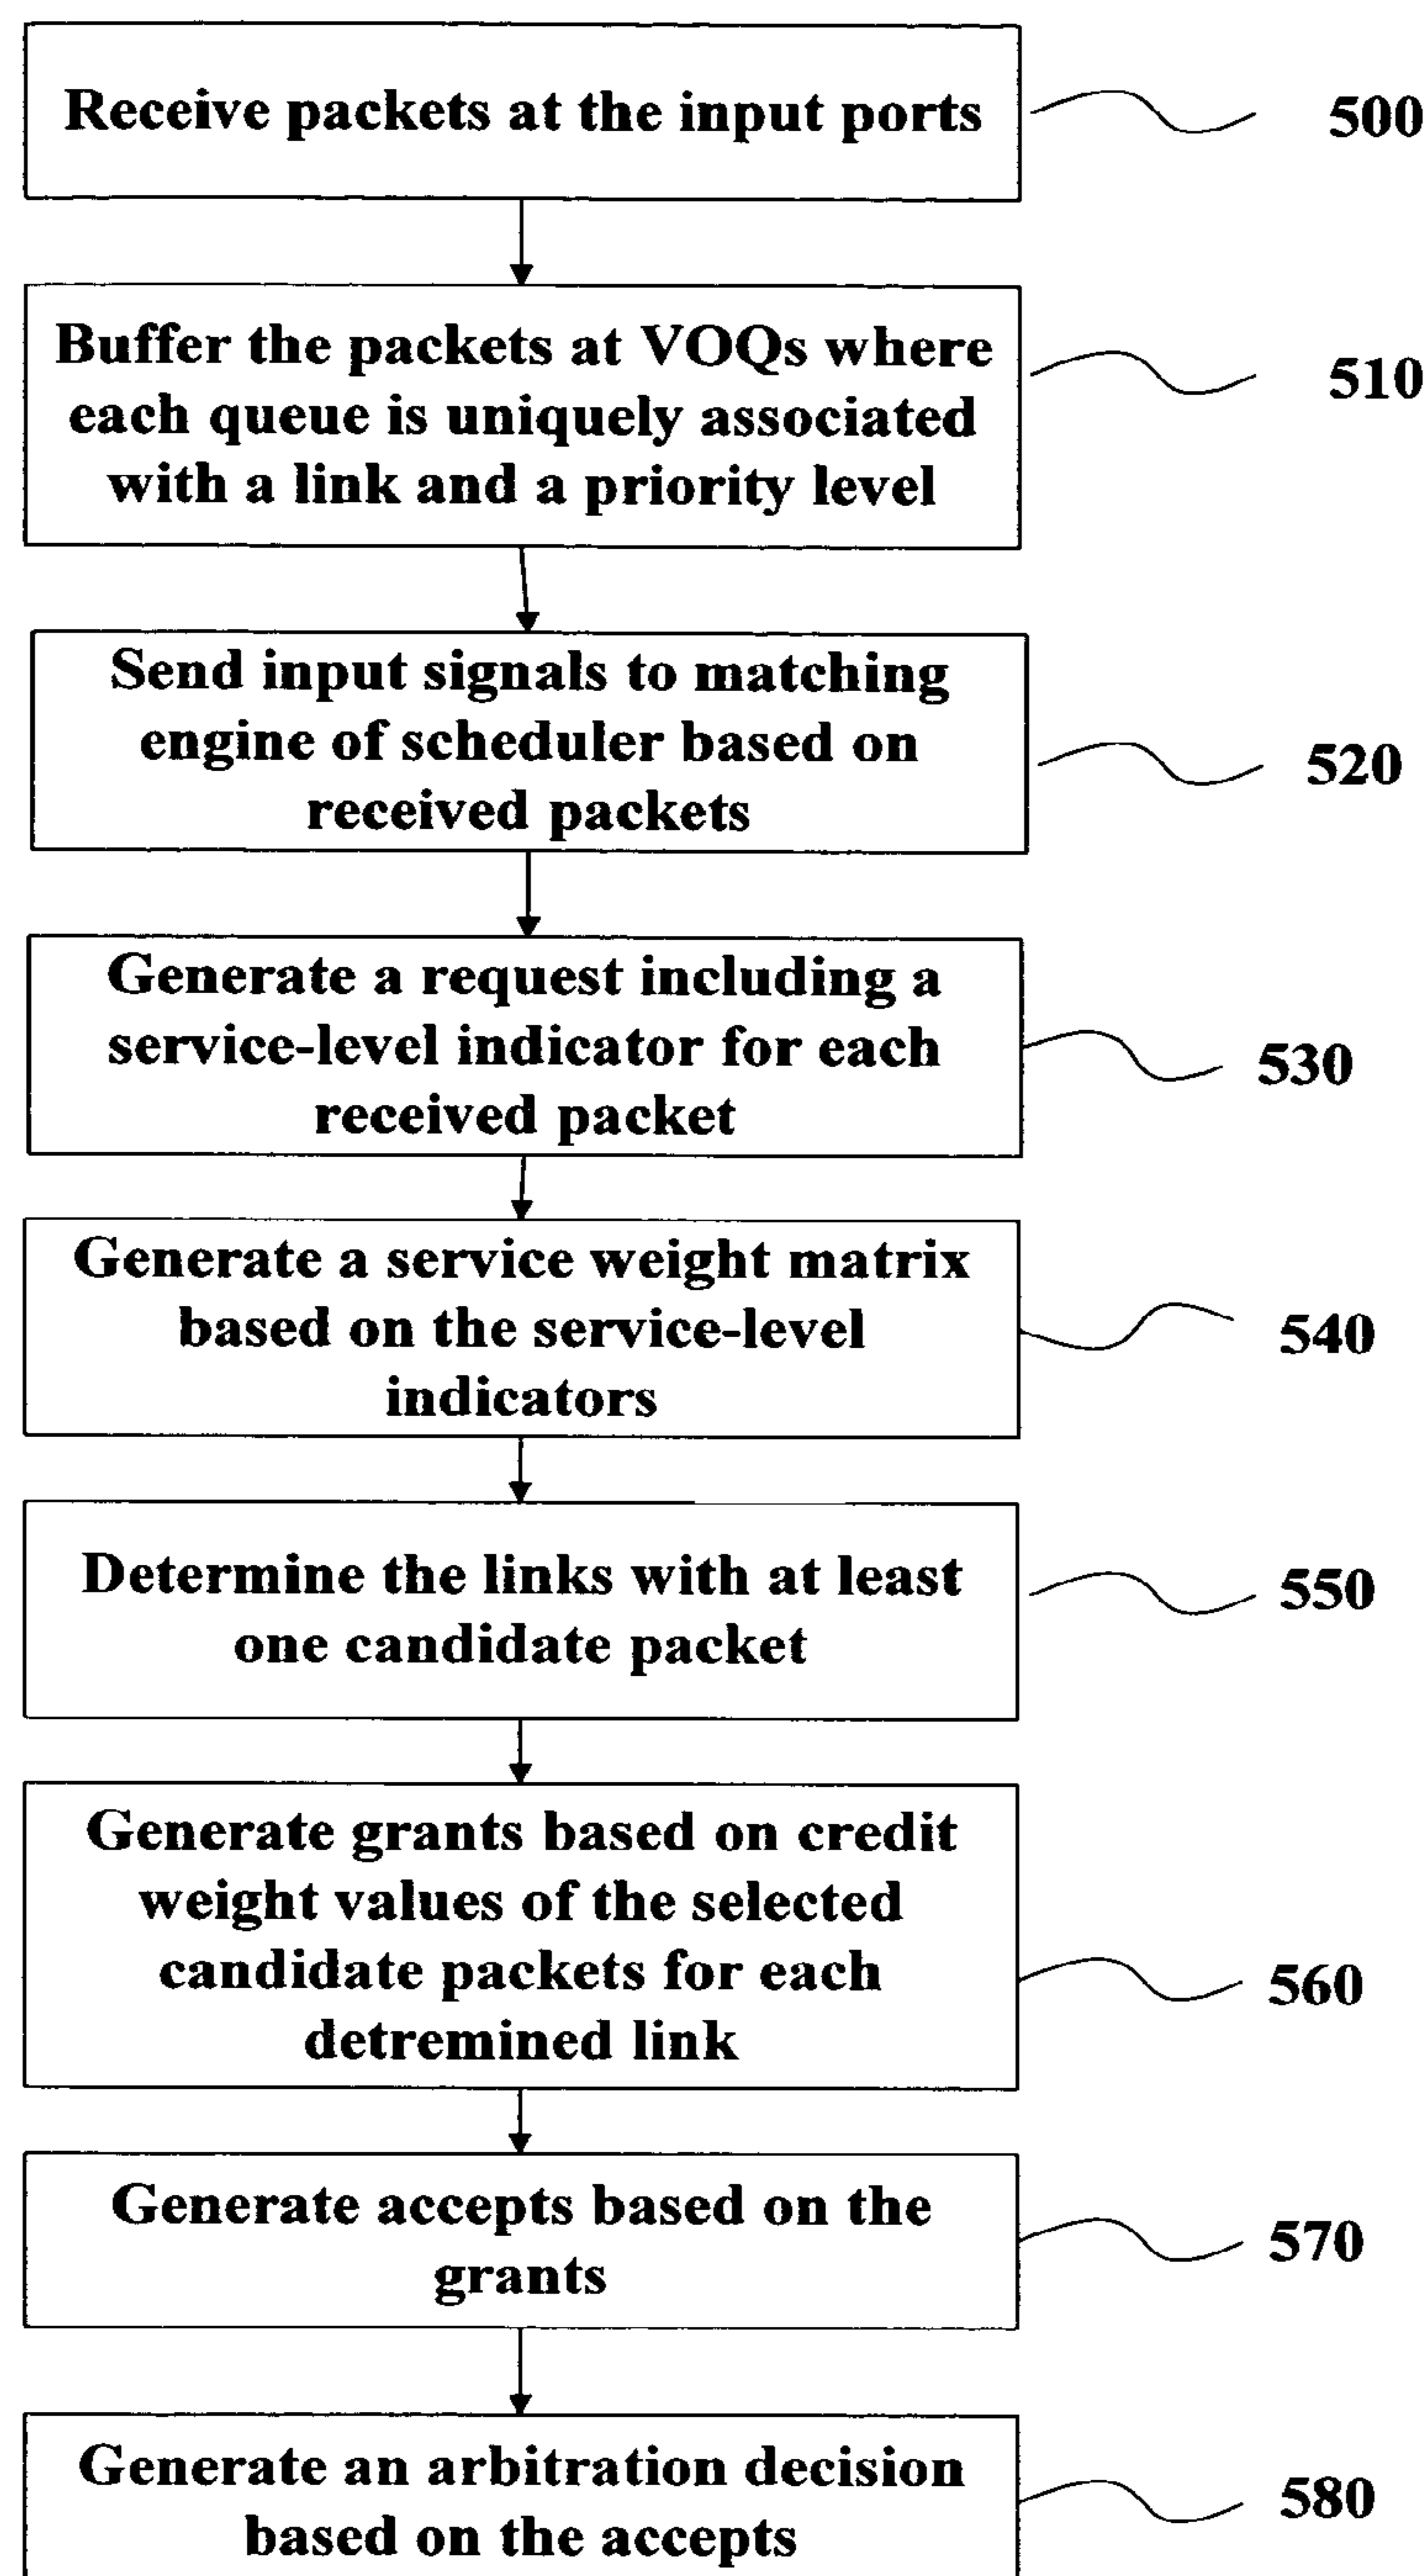 Receive packets at the input ports
500
Buffer the packets at VOQs where
each queue is uniquely associated
with a link and a priority level
510
Send input signals to matching
engine of scheduler based on
received packets
520
Generate a request including a
service-level indicator for each
received packet
530
Generate a service weight matrix
based on the service-level
indicators
540
Determine the links with at least
one candidate packet
550
Generate grants based on credit
weight values of the selected
candidate packets for each
detremined link
560
Generate accepts based on the
grants
570
Generate an arbitration decision
based on the accepts
580